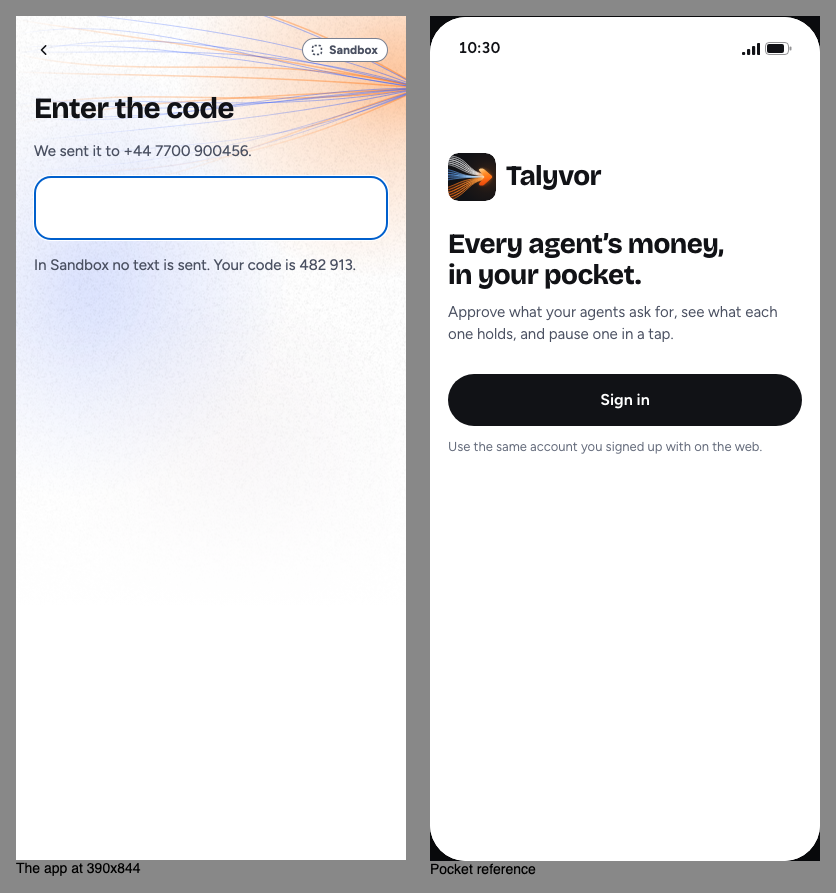 Sandbox
Enter the code
We sent it to +44 7700 900456.
In Sandbox no text is sent. Your code is 482 913.
The app at 390x844
10:30
Talyvor
Every agent’s money,
in your pocket.
Approve what your agents ask for, see what each
one holds, and pause one in a tap.
Sign in
Use the same account you signed up with on the web.
Pocket reference